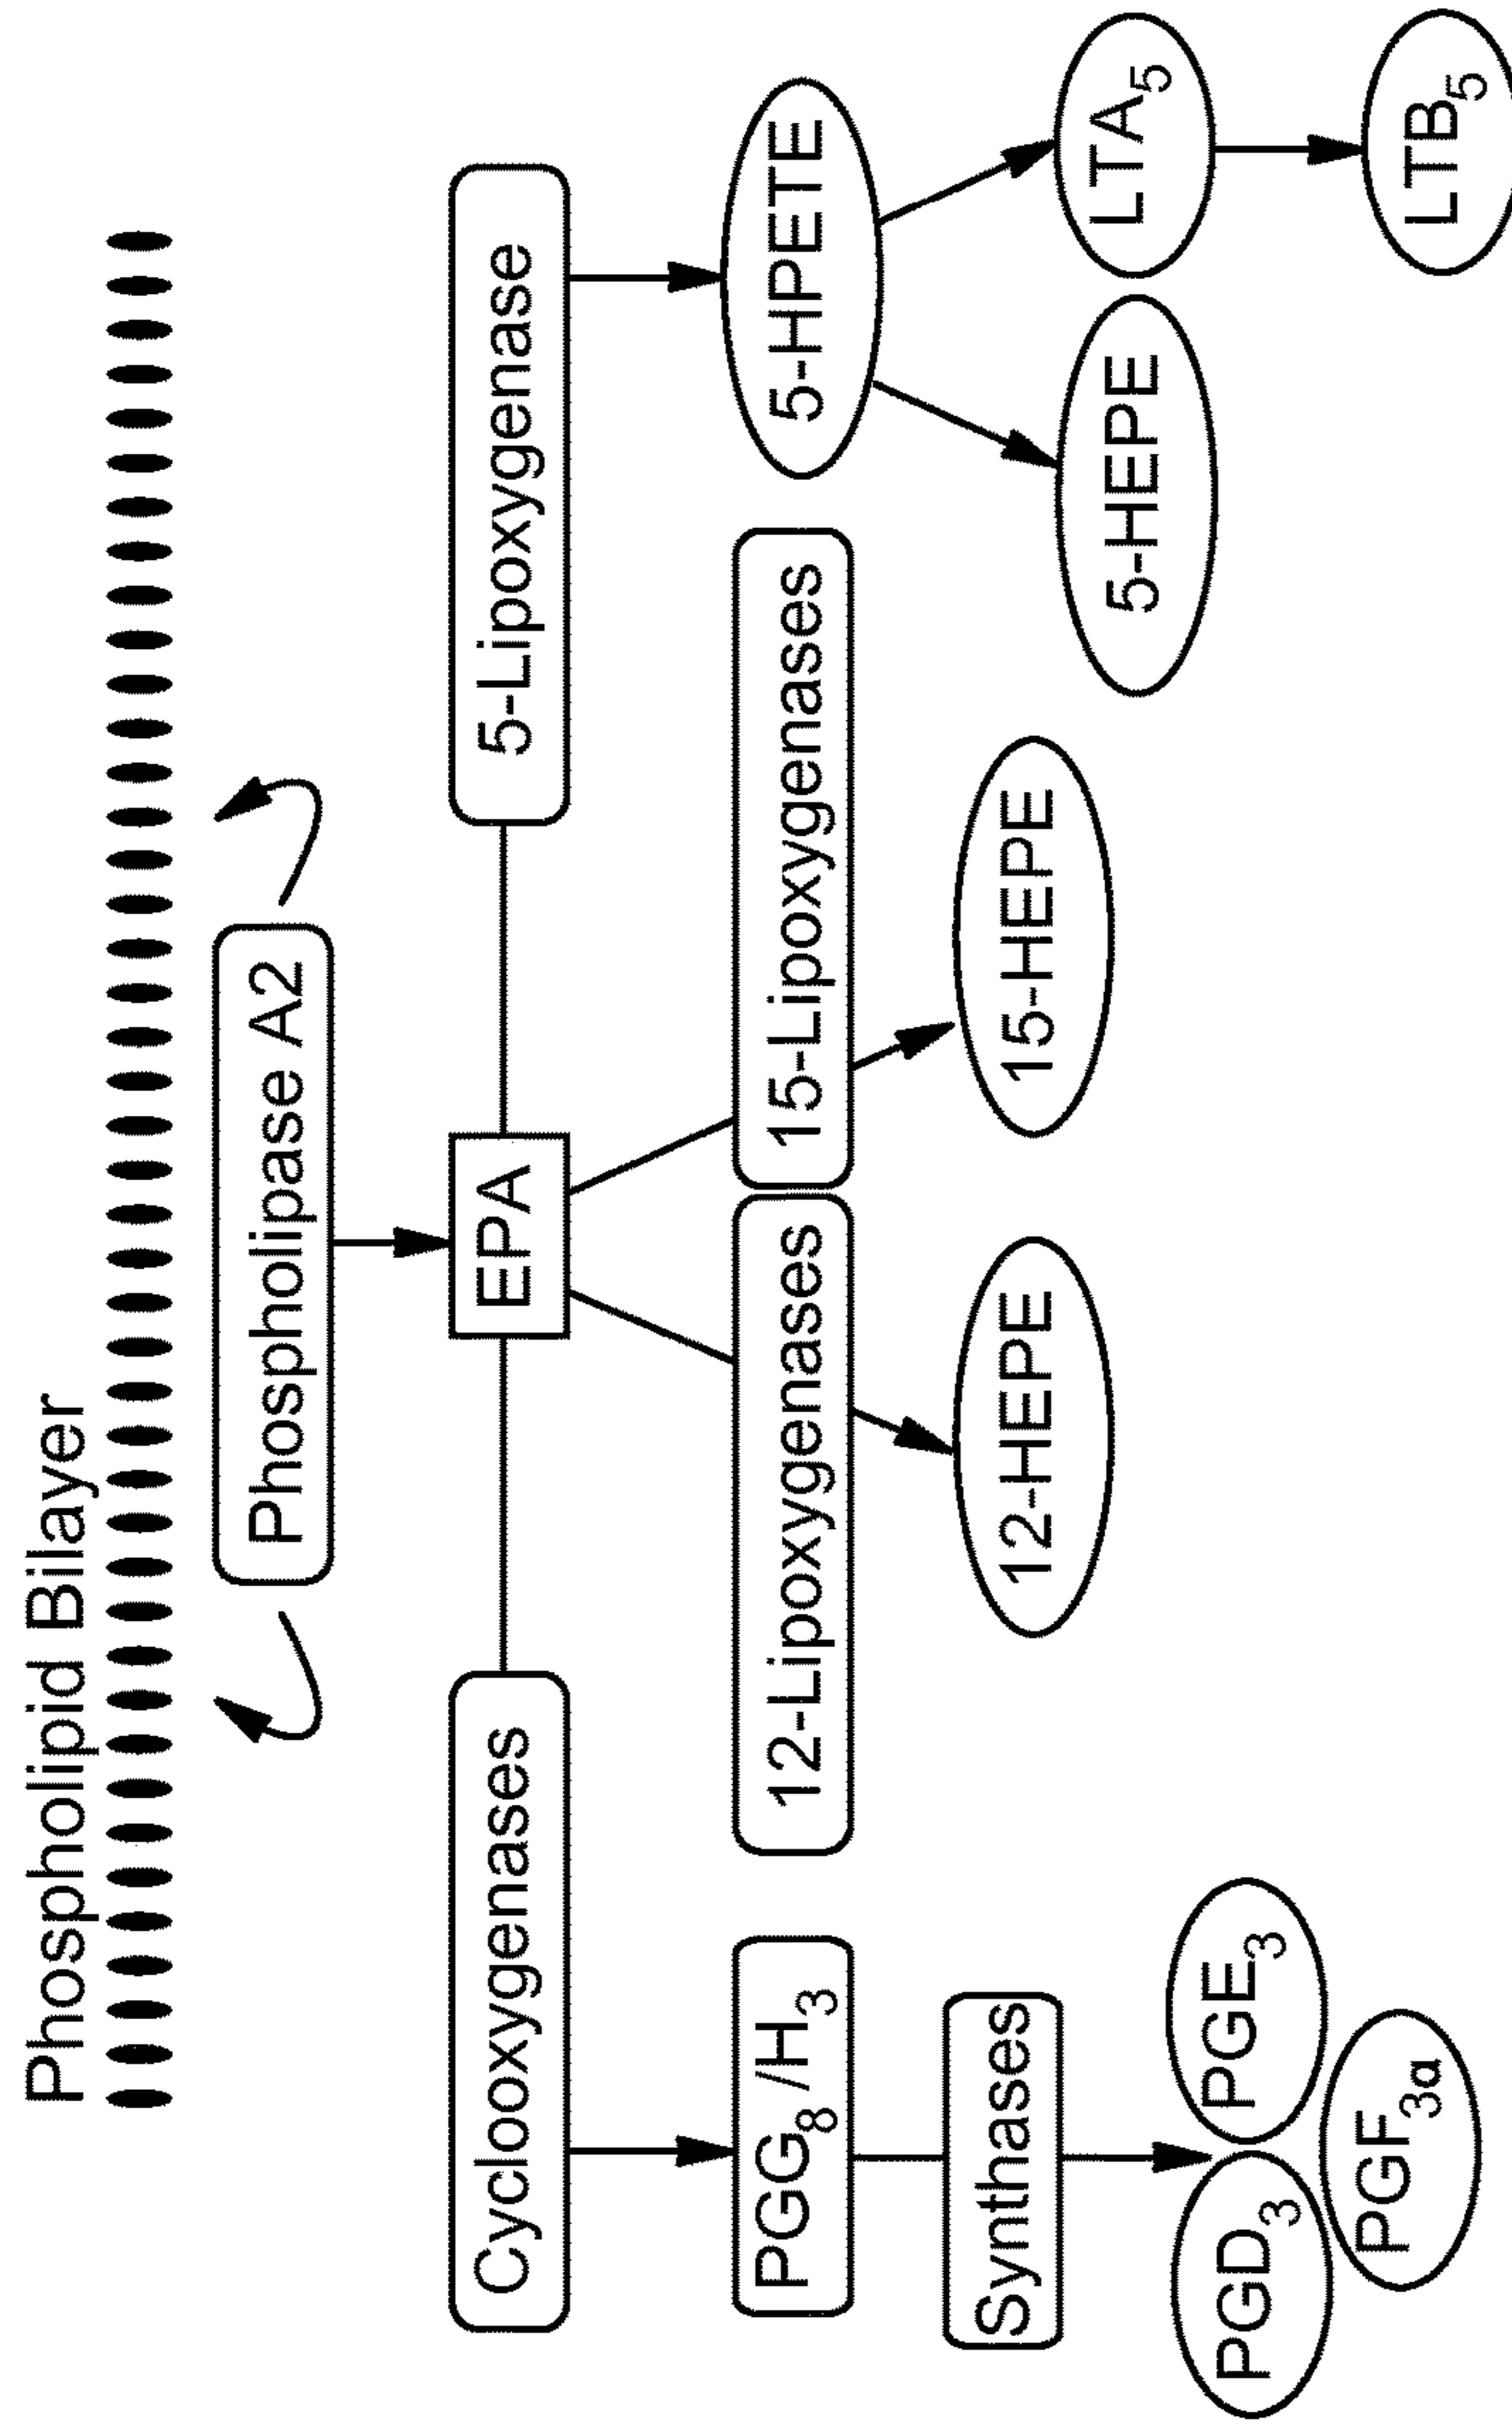 Phospholipid Bilayer
Phospholipase A2
Cyclooxygenases
EPA
5-Lipoxygenase
PGG8/H3
12-Lipoxygenases
15-Lipoxygenases
5-HPETE
Synthases
12-HEPE
15-HEPE
5-HEPE
LTA5
PGD3
PGE3
PGF3α
LTB5